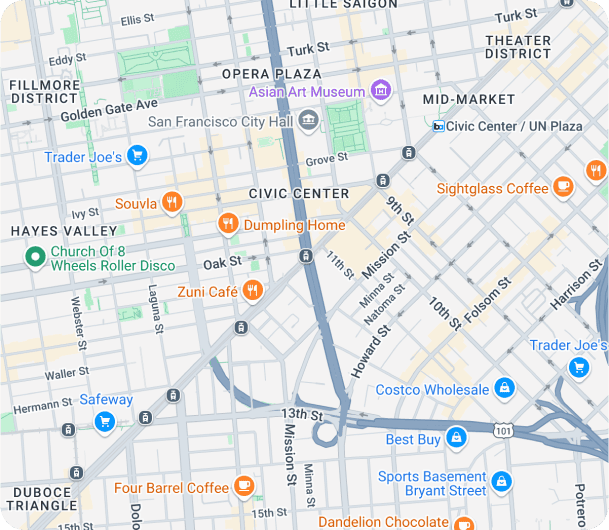 LITTLE SAIGON
Ellis St
Turk St
Turk St
Eddy St
THEATER
DISTRICT
OPERA PLAZA
FILLMORE
DISTRICT
Asian Art Museum
MID-MARKET
Golden Gate Ave
San Francisco City Hall
Civic Center / UN Plaza
Trader Joe's
Grove St
Sightglass Coffee
CIVIC CENTER
Souvla
Ivy St
9th St
Dumpling Home
HAYES VALLEY
Church Of 8
Wheels Roller Disco
Mission St
Oak St
11th St
Harrison St
Zuni Café
Minna St
Natoma St
Folsom St
10th St
Laguna St
Webster St
Howard St
Trader Joe's
Waller St
Costco Wholesale
Safeway
Hermann St
13th St
101
Best Buy
Mission St
Minna St
Sports Basement
Bryant Street
DUBOCE
TRIANGLE
Four Barrel Coffee
Potrero
Dolo
15th St
15th St
Dandelion Chocolate